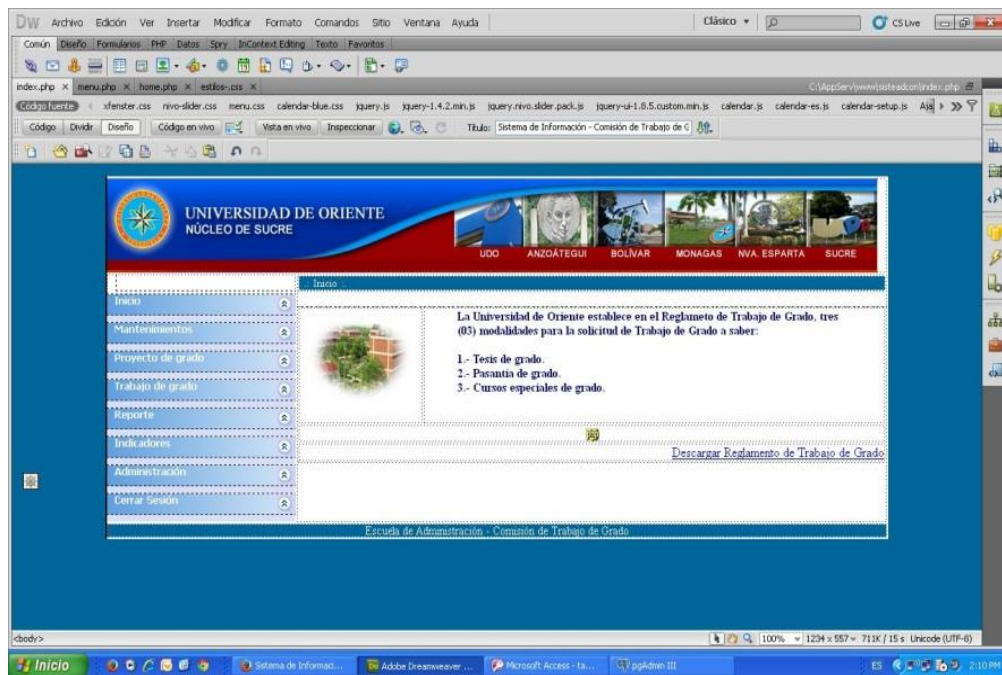 DW Archivo Edición Ver Insertar Modificar Formato Comandos Sitio Ventana Ayuda Clásico CS Live
Común Diseño Formularios PHP Datos Spry InContext Editing Texto Favoritos
index.php menu.php home.php estilos-.css C:\AppServ\www\sisteadcon\index.php
Código fuente xfenster.css nivo-slider.css menu.css calendar-blue.css jquery.js jquery-1.4.2.min.js jquery.nivo.slider.pack.js jquery-ui-1.8.5.custom.min.js calendar.js calendar-es.js calendar-setup.js
Código Dividir Diseño Código en vivo Vista en vivo Inspeccionar Título: Sistema de Información - Comisión de Trabajo de G
UNIVERSIDAD DE ORIENTE
NÚCLEO DE SUCRE
UDO ANZOÁTEGUI BOLÍVAR MONAGAS NVA. ESPARTA SUCRE
.: Inicio :.
Inicio
Mantenimientos
Proyecto de grado
Trabajo de grado
Reporte
Indicadores
Administración
Cerrar Sesión
La Universidad de Oriente establece en el Reglameto de Trabajo de Grado, tres
(03) modalidades para la solicitud de Trabajo de Grado a saber:
1.- Tesis de grado.
2.- Pasantia de grado.
3.- Cursos especiales de grado.
Descargar Reglamento de Trabajo de Grado
Escuela de Administración - Comisión de Trabajo de Grado
<body> 100% 1234 x 557 711K / 15 s Unicode (UTF-8)
Inicio Sistema de Informaci... Adobe Dreamweaver ... Microsoft Access - ta... pgAdmin III ES 2:10 PM